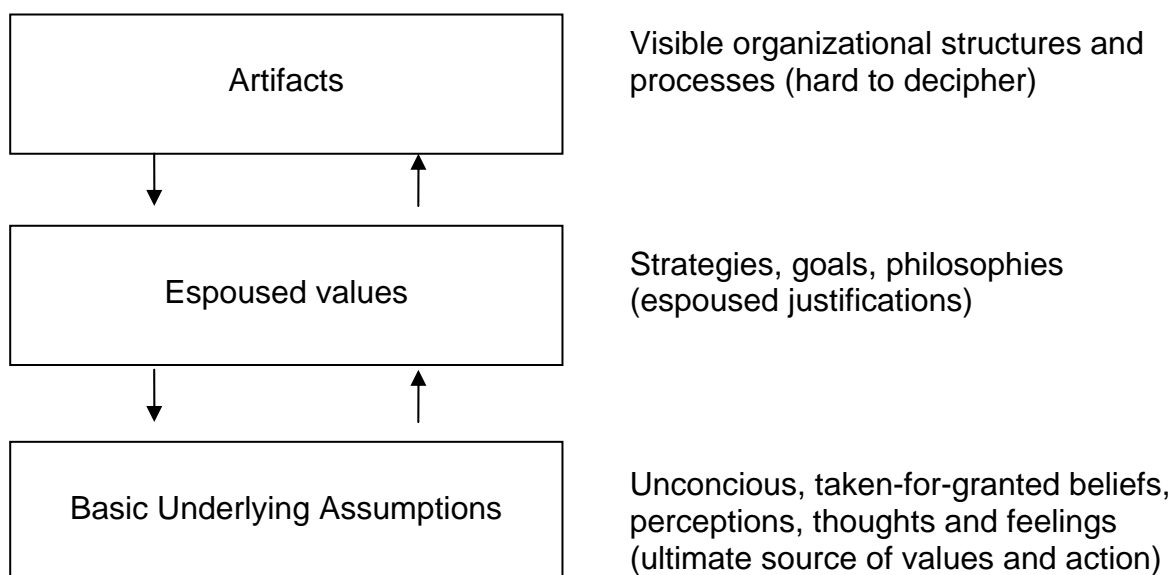 Artifacts
Visible organizational structures and
processes (hard to decipher)
Espoused values
Strategies, goals, philosophies
(espoused justifications)
Basic Underlying Assumptions
Unconcious, taken-for-granted beliefs,
perceptions, thoughts and feelings
(ultimate source of values and action)